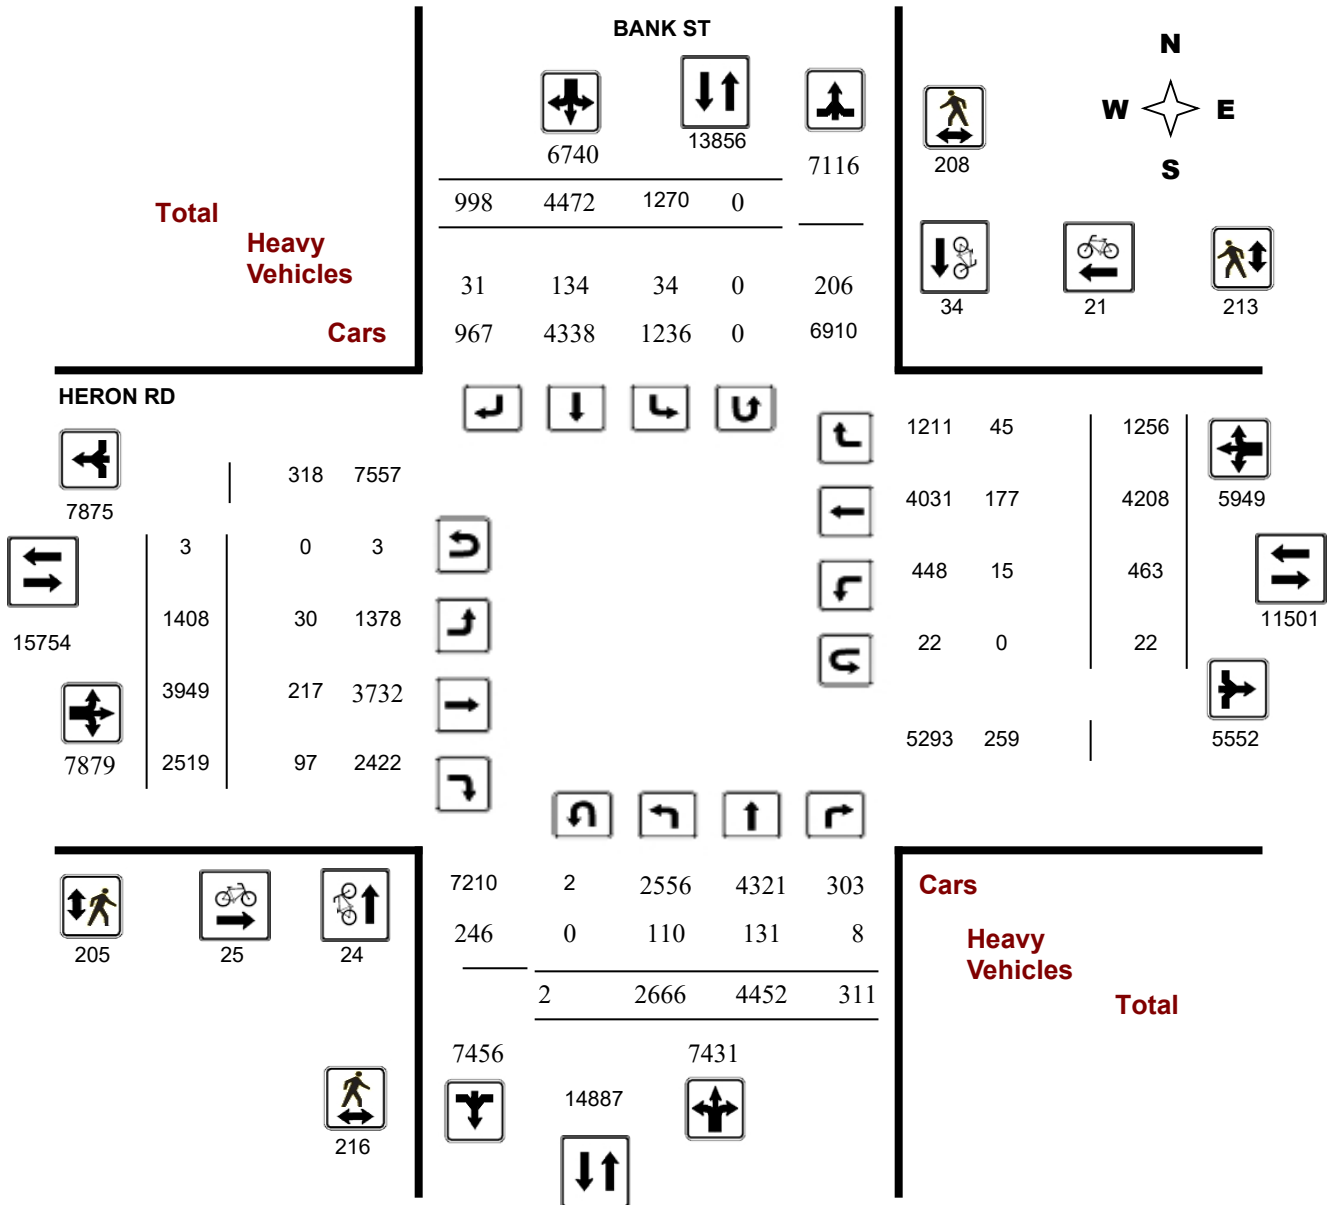 BANK ST
N
W E
S
6740 13856 7116
208
998 4472 1270 0
Total
Heavy
Vehicles
31 134 34 0 206
Cars
967 4338 1236 0 6910
34 21 213
HERON RD
7875
318 7557
3 0 3
15754
1408 30 1378
3949 217 3732
7879
2519 97 2422
1211 45 1256
5949
4031 177 4208
448 15 463
11501
22 0 22
5293 259 5552
205 25 24
7210 2 2556 4321 303
246 0 110 131 8
2 2666 4452 311
7456 7431
14887
216
Cars
Heavy
Vehicles
Total